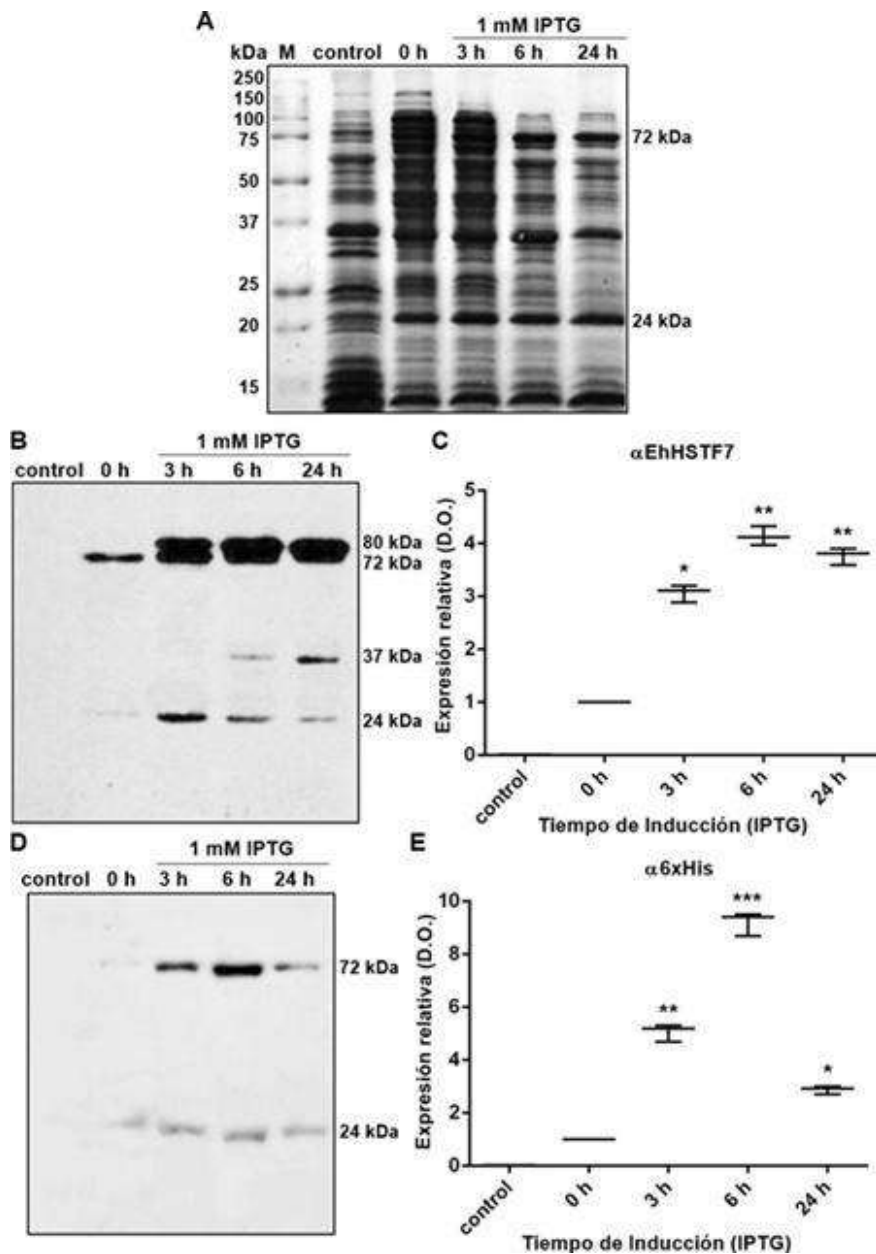 A
1 mM IPTG
kDa M control 0 h 3 h 6 h 24 h
250
150
100
75
50
37
25
20
15
72 kDa
24 kDa
B
1 mM IPTG
control 0 h 3 h 6 h 24 h
80 kDa
72 kDa
37 kDa
24 kDa
C
αEhHSTF7
Expresión relativa (D.O.)
5
4
3
2
1
0
*
**
**
control 0 h 3 h 6 h 24 h
Tiempo de Inducción (IPTG)
D
1 mM IPTG
control 0 h 3 h 6 h 24 h
72 kDa
24 kDa
E
α6xHis
Expresión relativa (D.O.)
10
8
6
4
2
0
**
***
*
control 0 h 3 h 6 h 24 h
Tiempo de Inducción (IPTG)